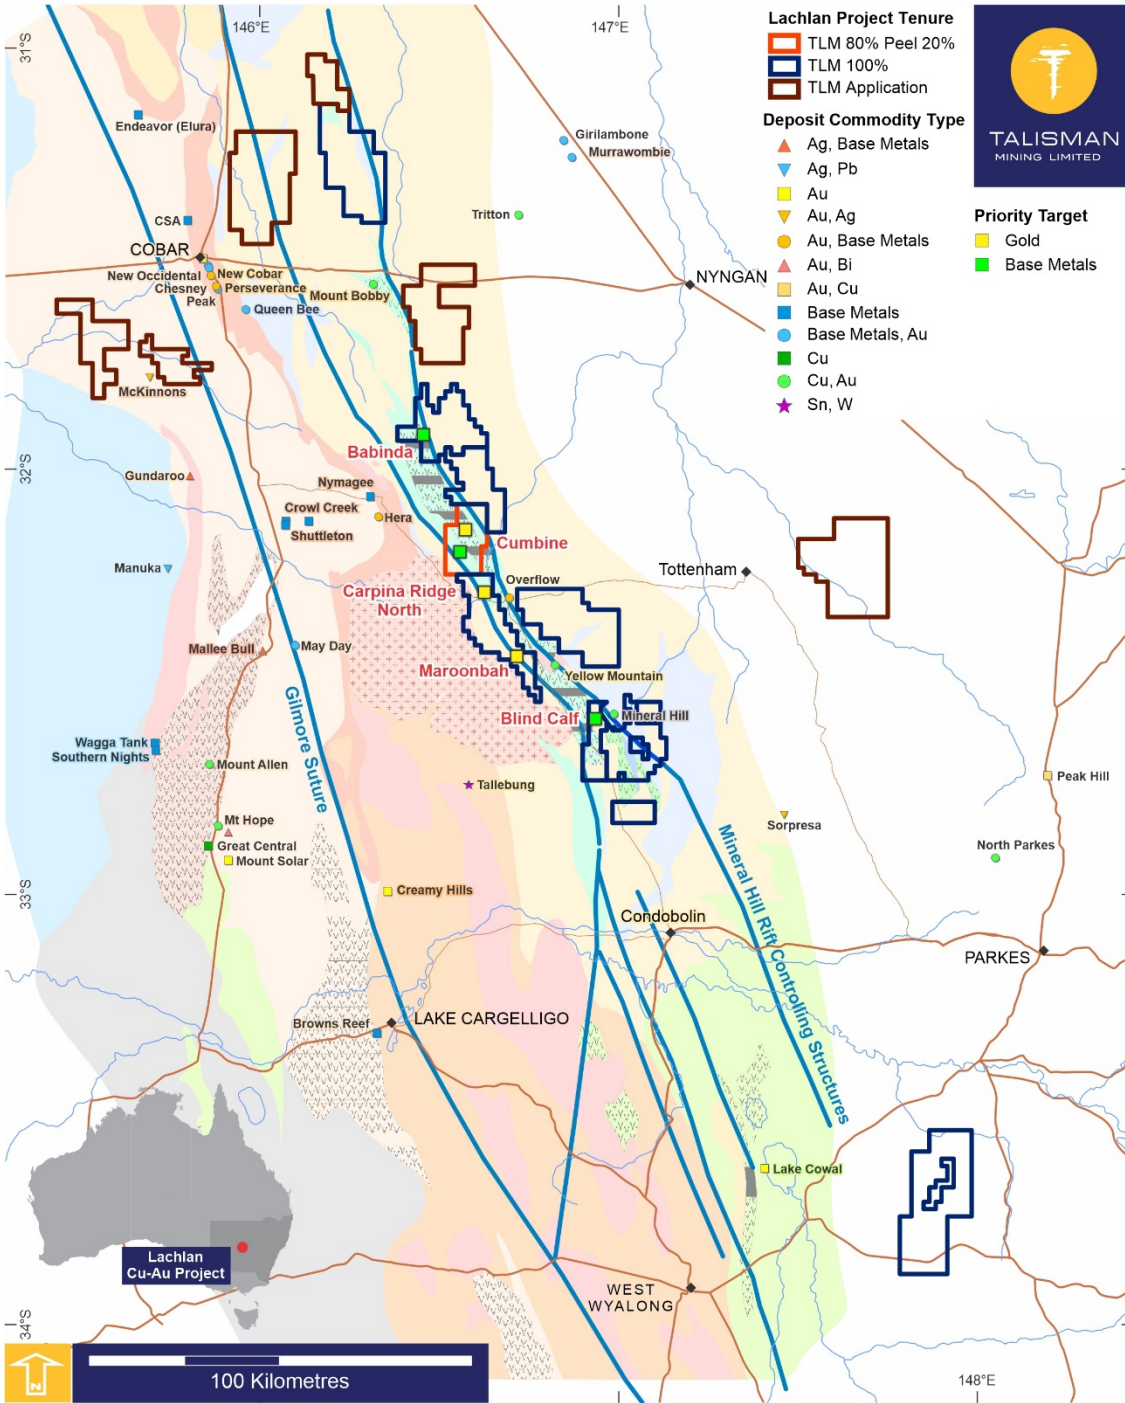 146°E
147°E
31°S
Lachlan Project Tenure
TLM 80% Peel 20%
TLM 100%
TLM Application
Deposit Commodity Type
Ag, Base Metals
Ag, Pb
Au
Au, Ag
Au, Base Metals
Au, Bi
Au, Cu
Base Metals
Base Metals, Au
Cu
Cu, Au
Sn, W
TALISMAN
MINING LIMITED
Priority Target
Gold
Base Metals
Endeavor (Elura)
Girilambone
Murrawombie
CSA
Tritton
COBAR
New Occidental
New Cobar
Chesney
Perseverance
Peak
Queen Bee
Mount Bobby
NYNGAN
McKinnons
32°S
Babinda
Gundaroo
Nymagee
Crowl Creek
Hera
Shuttleton
Cumbine
Manuka
Carpina Ridge
North
Overflow
Tottenham
Mallee Bull
May Day
Maroonbah
Yellow Mountain
Gilmore Suture
Blind Calf
Mineral Hill
Wagga Tank
Southern Nights
Mount Allen
Tallebung
Peak Hill
Mt Hope
Great Central
Mount Solar
Sorpresa
North Parkes
Mineral Hill Rift Controlling Structures
33°S
Creamy Hills
Condobolin
PARKES
Browns Reef
LAKE CARGELLIGO
Lake Cowal
Lachlan
Cu-Au Project
WEST
WYALONG
34°S
N
100 Kilometres
148°E